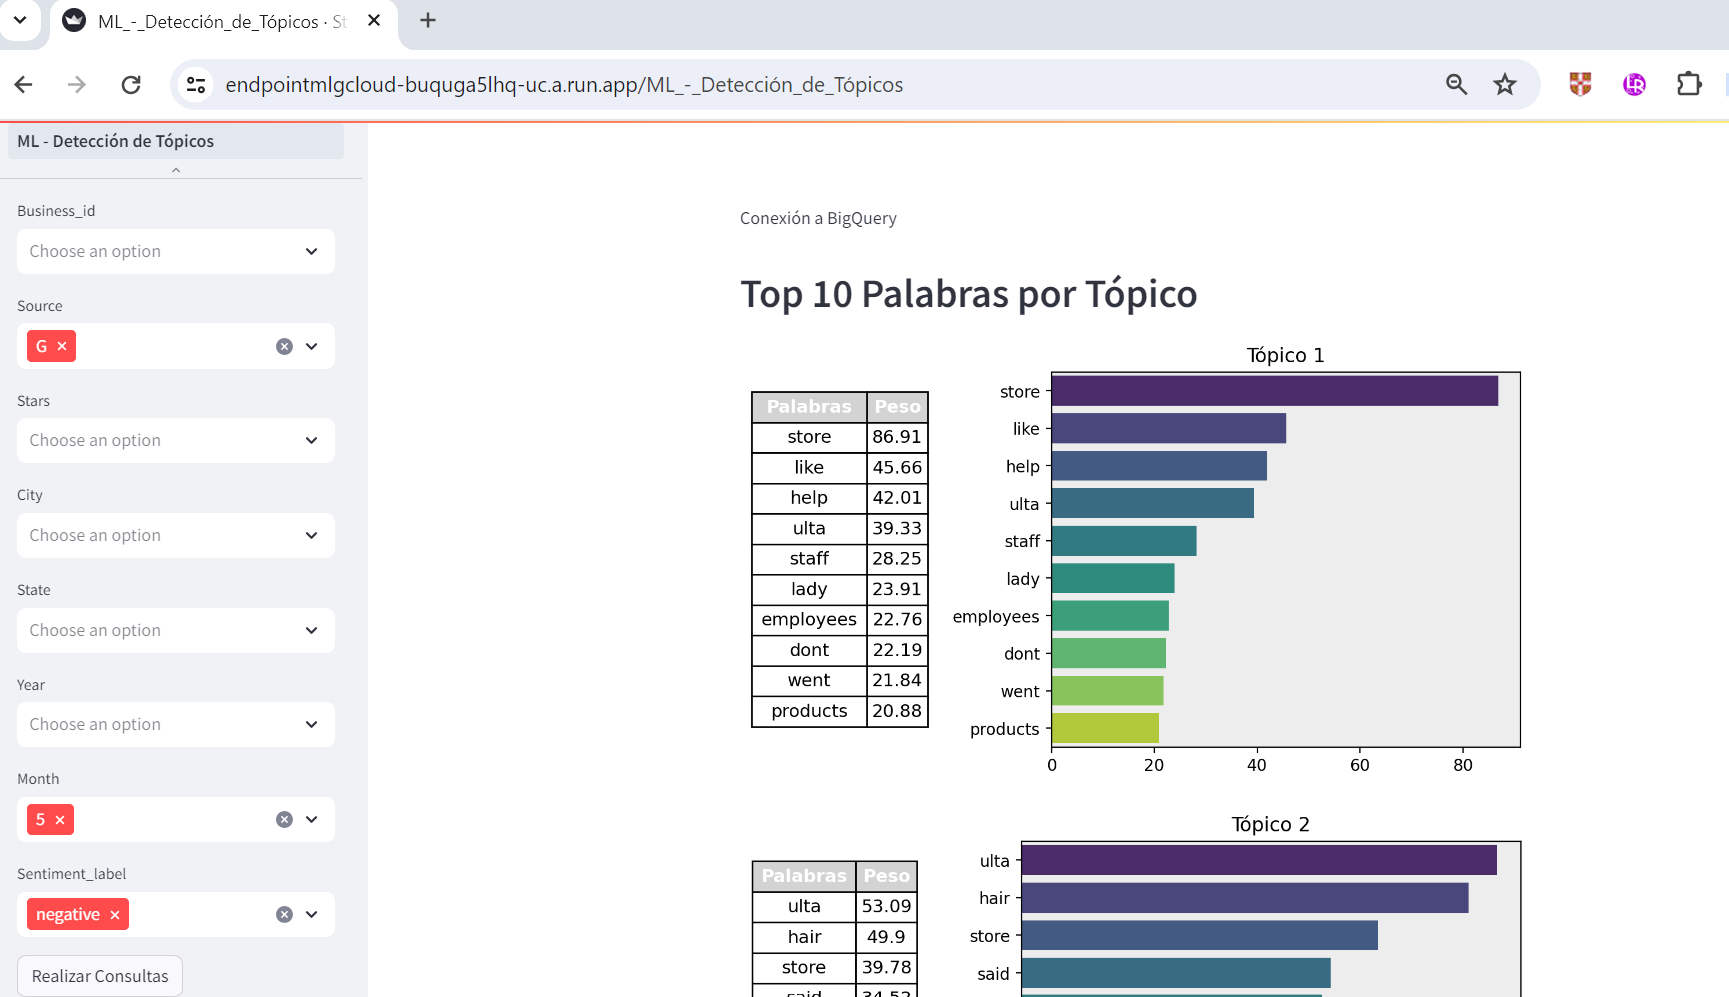 ML_-_Detección_de_Tópicos · St
endpointmlgcloud-buquga5lhq-uc.a.run.app/ML_-_Detección_de_Tópicos
ML - Detección de Tópicos
Business_id
Choose an option
Source
G
Stars
Choose an option
City
Choose an option
State
Choose an option
Year
Choose an option
Month
5
Sentiment_label
negative
Realizar Consultas
Conexión a BigQuery
Top 10 Palabras por Tópico
Palabras Peso
store 86.91
like 45.66
help 42.01
ulta 39.33
staff 28.25
lady 23.91
employees 22.76
dont 22.19
went 21.84
products 20.88
Tópico 1
store
like
help
ulta
staff
lady
employees
dont
went
products
0 20 40 60 80
Palabras Peso
ulta 53.09
hair 49.9
store 39.78
said 34.52
Tópico 2
ulta
hair
store
said